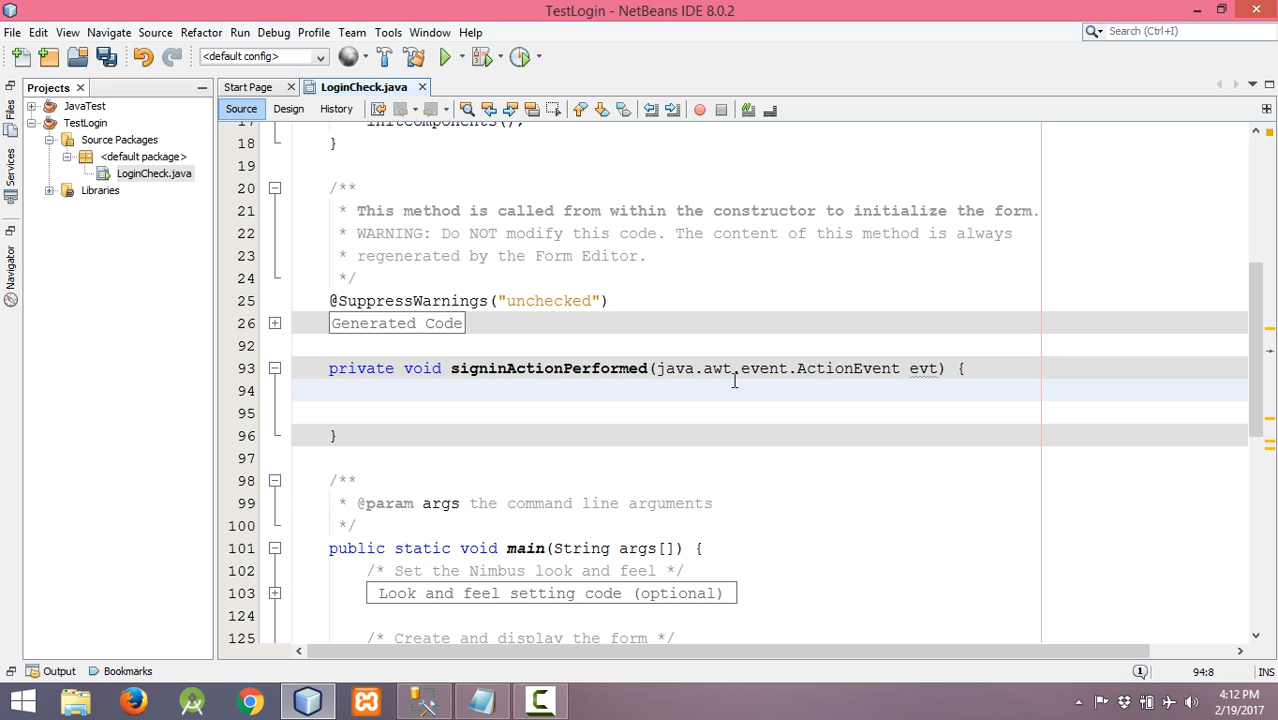 TestLogin - NetBeans IDE 8.0.2
File Edit View Navigate Source Refactor Run Debug Profile Team Tools Window Help
Search (Ctrl+I)
<default config>
Projects
Start Page
LoginCheck.java
Source Design History
Files
Services
Navigator
JavaTest
TestLogin
Source Packages
<default package>
LoginCheck.java
Libraries
17 initComponents();
18 }
19
20 /**
21 * This method is called from within the constructor to initialize the form.
22 * WARNING: Do NOT modify this code. The content of this method is always
23 * regenerated by the Form Editor.
24 */
25 @SuppressWarnings("unchecked")
26 Generated Code
92
93 private void signinActionPerformed(java.awt.event.ActionEvent evt) {
94
95
96 }
97
98 /**
99 * @param args the command line arguments
100 */
101 public static void main(String args[]) {
102 /* Set the Nimbus look and feel */
103 Look and feel setting code (optional)
124
125 /* Create and display the form */
Output
Bookmarks
1
94:8
INS
4:12 PM
2/19/2017